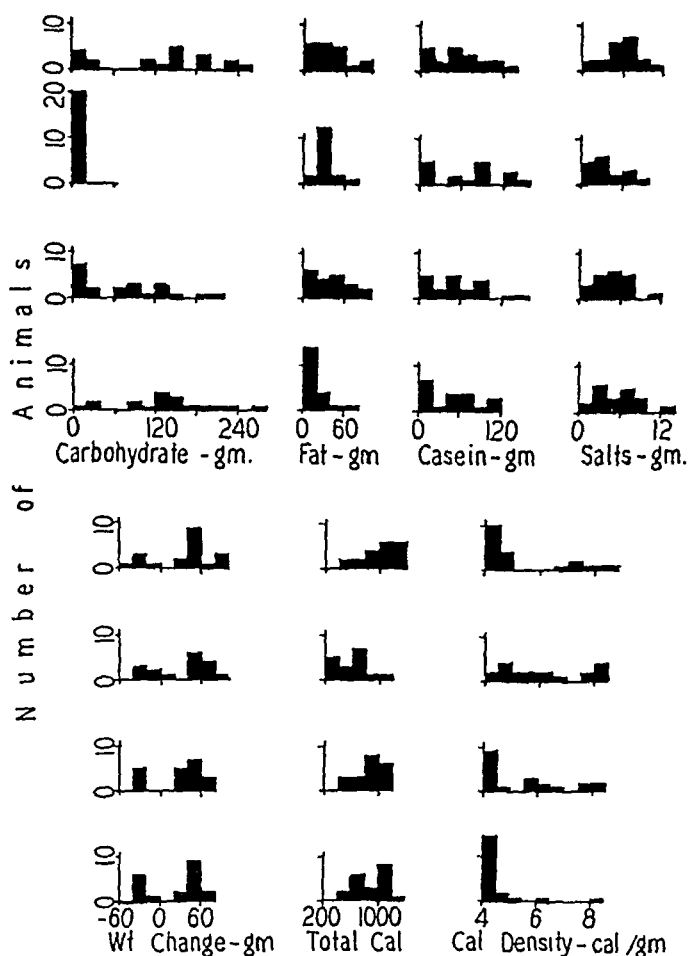 10
0
20
10
0
10
0
10
0
0 120 240
0 60
0 120
0 12
Carbohydrate - gm.
Fat - gm
Casein - gm
Salts - gm.
Number of Animals
10
0
10
0
10
0
10
0
-60 0 60
200 1000
4 6 8
Wt Change - gm
Total Cal
Cal Density - cal /gm